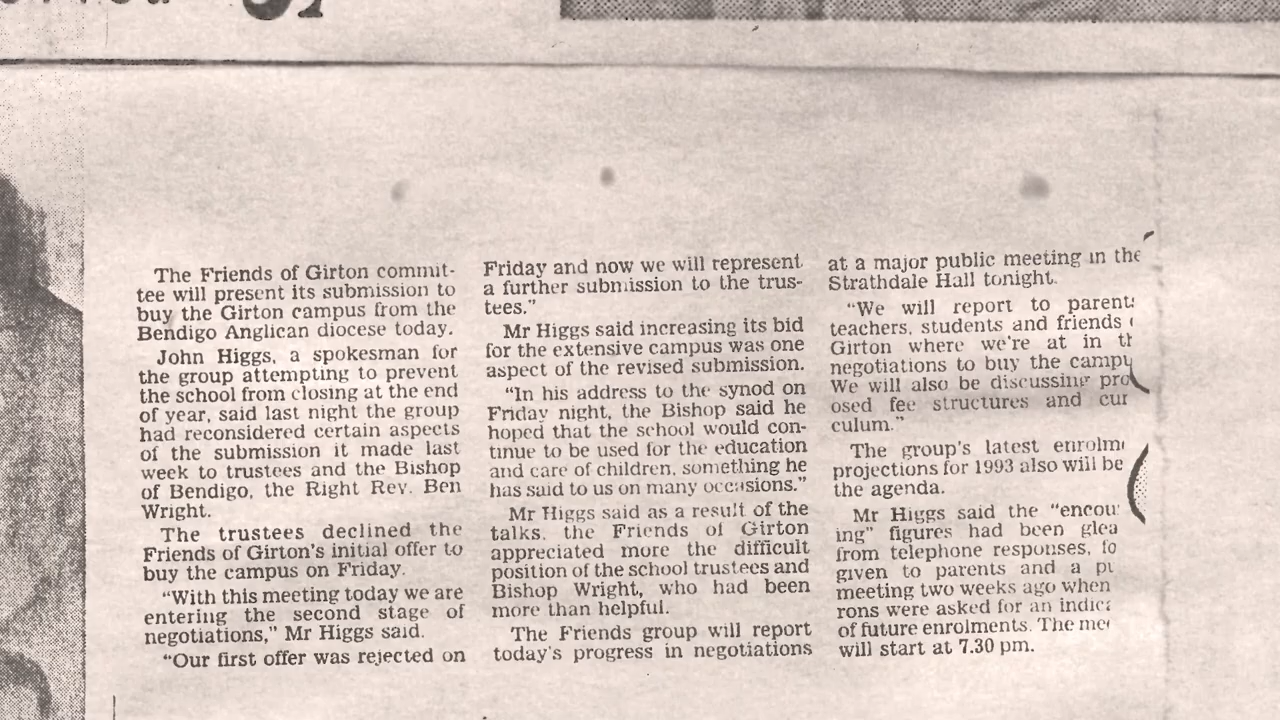 The Friends of Girton commit-
tee will present its submission to
buy the Girton campus from the
Bendigo Anglican diocese today.
John Higgs, a spokesman for
the group attempting to prevent
the school from closing at the end
of year, said last night the group
had reconsidered certain aspects
of the submission it made last
week to trustees and the Bishop
of Bendigo, the Right Rev. Ben
Wright.
The trustees declined the
Friends of Girton's initial offer to
buy the campus on Friday.
"With this meeting today we are
entering the second stage of
negotiations," Mr Higgs said.
"Our first offer was rejected on
Friday and now we will represent
a further submission to the trus-
tees."
Mr Higgs said increasing its bid
for the extensive campus was one
aspect of the revised submission.
"In his address to the synod on
Friday night, the Bishop said he
hoped that the school would con-
tinue to be used for the education
and care of children, something he
has said to us on many occasions."
Mr Higgs said as a result of the
talks, the Friends of Girton
appreciated more the difficult
position of the school trustees and
Bishop Wright, who had been
more than helpful.
The Friends group will report
today's progress in negotiations
at a major public meeting in the
Strathdale Hall tonight.
"We will report to parents
teachers, students and friends
Girton where we're at in
negotiations to buy the
We will also be discussing
osed fee structures and
culum."
The group's latest
projections for 1993 also will be
the agenda.
Mr Higgs said the
ing" figures had been
from telephone responses,
given to parents and a
meeting two weeks ago when
rons were asked for an
of future enrolments. The
will start at 7.30 pm.